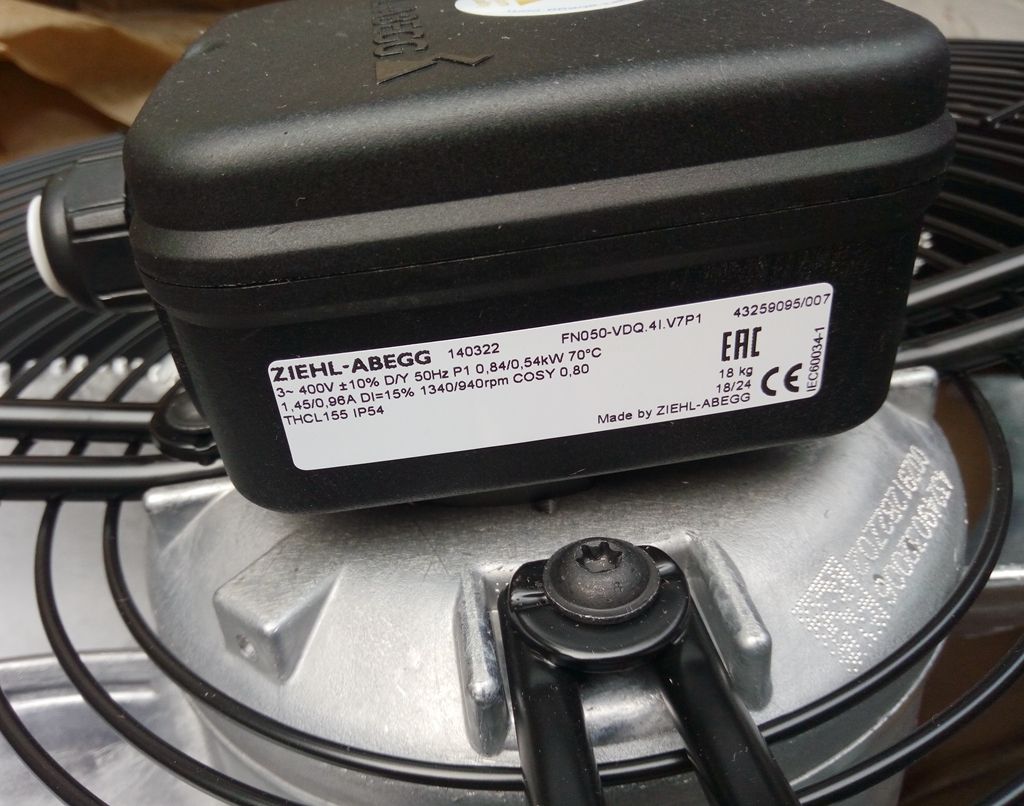 ZIEHL-ABEGG 140322 FN050-VDQ.4I.V7P1 43259095/007
3~ 400V ±10% D/Y 50Hz P1 0,84/0,54kW 70°C
1,45/0,96A DI=15% 1340/940rpm COSY 0,80
THCL155 IP54
EAC
18 kg
18/24
CE
IEC60034-1
Made by ZIEHL-ABEGG